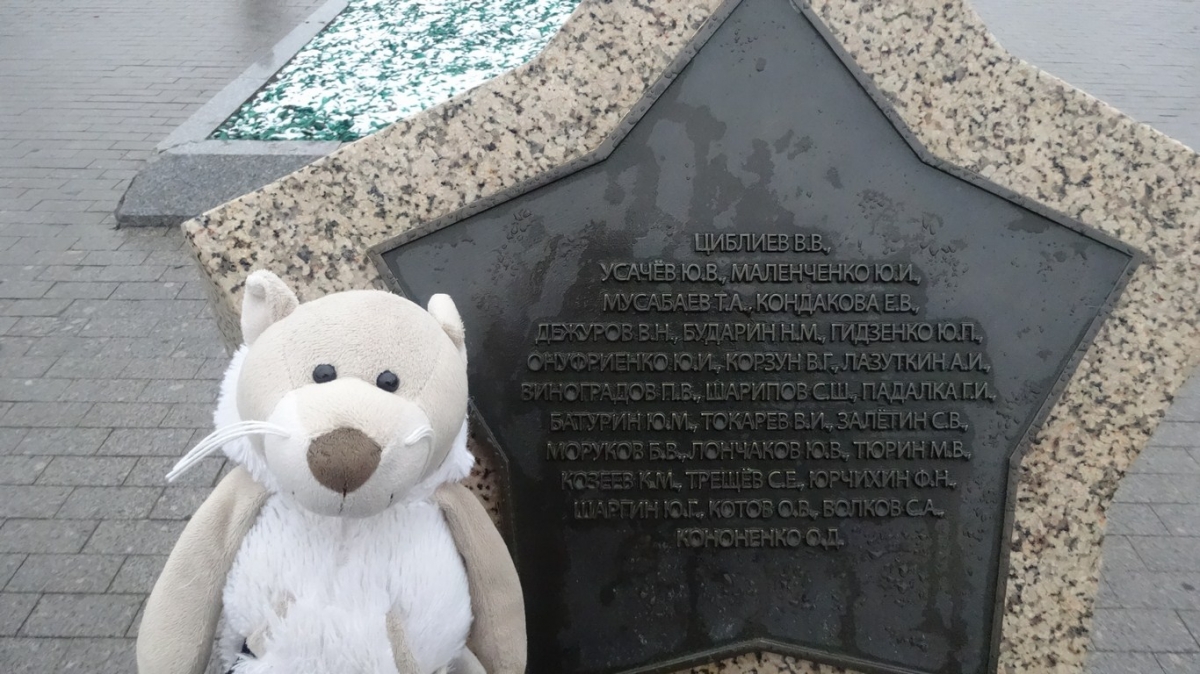 ЦИБЛИЕВ В.В.,
УСАЧЁВ Ю.В., МАЛЕНЧЕНКО Ю.И.,
МУСАБАЕВ Т.А., КОНДАКОВА Е.В.,
ДЕЖУРОВ В.Н., БУДАРИН Н.М., ГИДЗЕНКО Ю.П.,
ОНУФРИЕНКО Ю.И., КОРЗУН В.Г., ЛАЗУТКИН А.И.,
ВИНОГРАДОВ П.В., ШАРИПОВ С.Ш., ПАДАЛКА Г.И.,
БАТУРИН Ю.М., ТОКАРЕВ В.И., ЗАЛЁТИН С.В.,
МОРУКОВ Б.В., ЛОНЧАКОВ Ю.В., ТЮРИН М.В.,
КОЗЕЕВ К.М., ТРЕЩЁВ С.Е., ЮРЧИХИН Ф.Н.,
ШАРГИН Ю.Г., КОТОВ О.В., ВОЛКОВ С.А.,
КОНОНЕНКО О.Д.